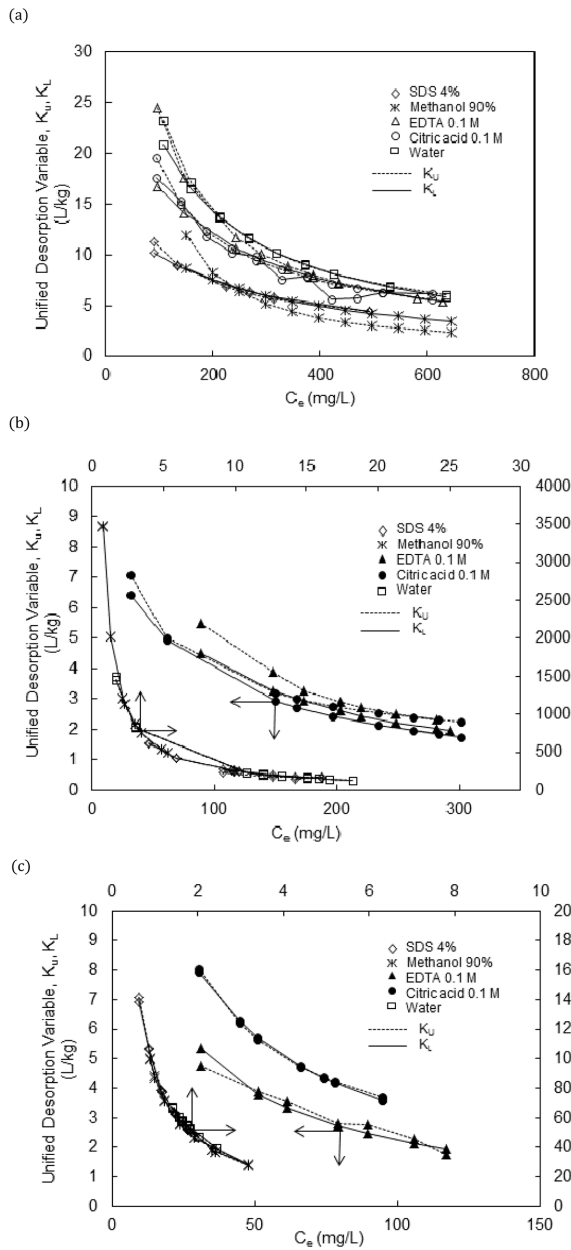 (a)
Unified Desorption Variable, Ku, KL
(L/kg)
30
25
20
15
10
5
0
SDS 4%
Methanol 90%
EDTA 0.1 M
Citric acid 0.1 M
Water
KU
KL
0
200
400
600
800
Ce (mg/L)
(b)
0
5
10
15
20
25
30
Unified Desorption Variable, Ku, KL
(L/kg)
10
9
8
7
6
5
4
3
2
1
0
4000
3500
3000
2500
2000
1500
1000
500
0
SDS 4%
Methanol 90%
EDTA 0.1 M
Citric acid 0.1 M
Water
KU
KL
0
100
200
300
Ce (mg/L)
(c)
0
2
4
6
8
10
Unified Desorption Variable, Ku, KL
(L/kg)
10
9
8
7
6
5
4
3
2
1
0
20
16
12
10
80
60
40
20
SDS 4%
Methanol 90%
EDTA 0.1 M
Citric acid 0.1 M
Water
KU
KL
0
50
100
150
Ce (mg/L)